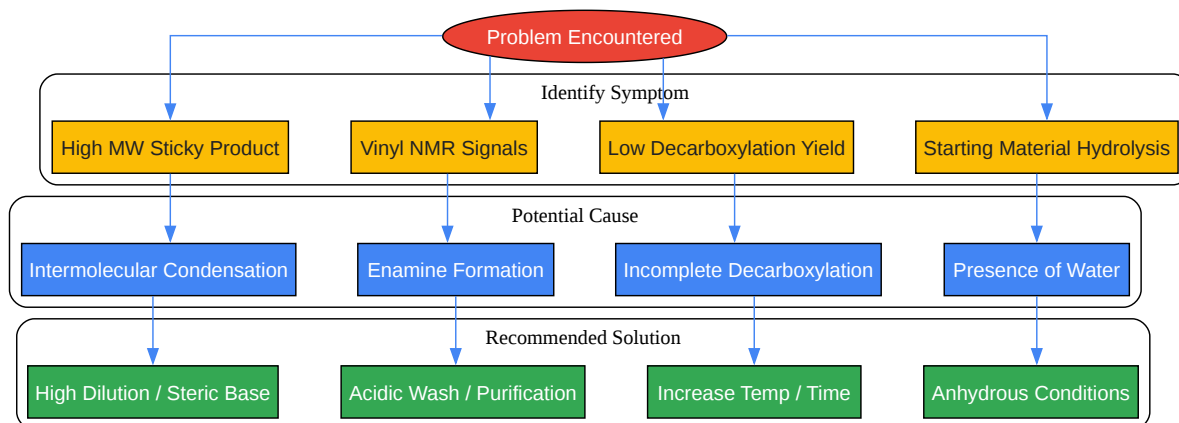 Problem Encountered
Identify Symptom
High MW Sticky Product
Vinyl NMR Signals
Low Decarboxylation Yield
Starting Material Hydrolysis
Potential Cause
Intermolecular Condensation
Enamine Formation
Incomplete Decarboxylation
Presence of Water
Recommended Solution
High Dilution / Steric Base
Acidic Wash / Purification
Increase Temp / Time
Anhydrous Conditions